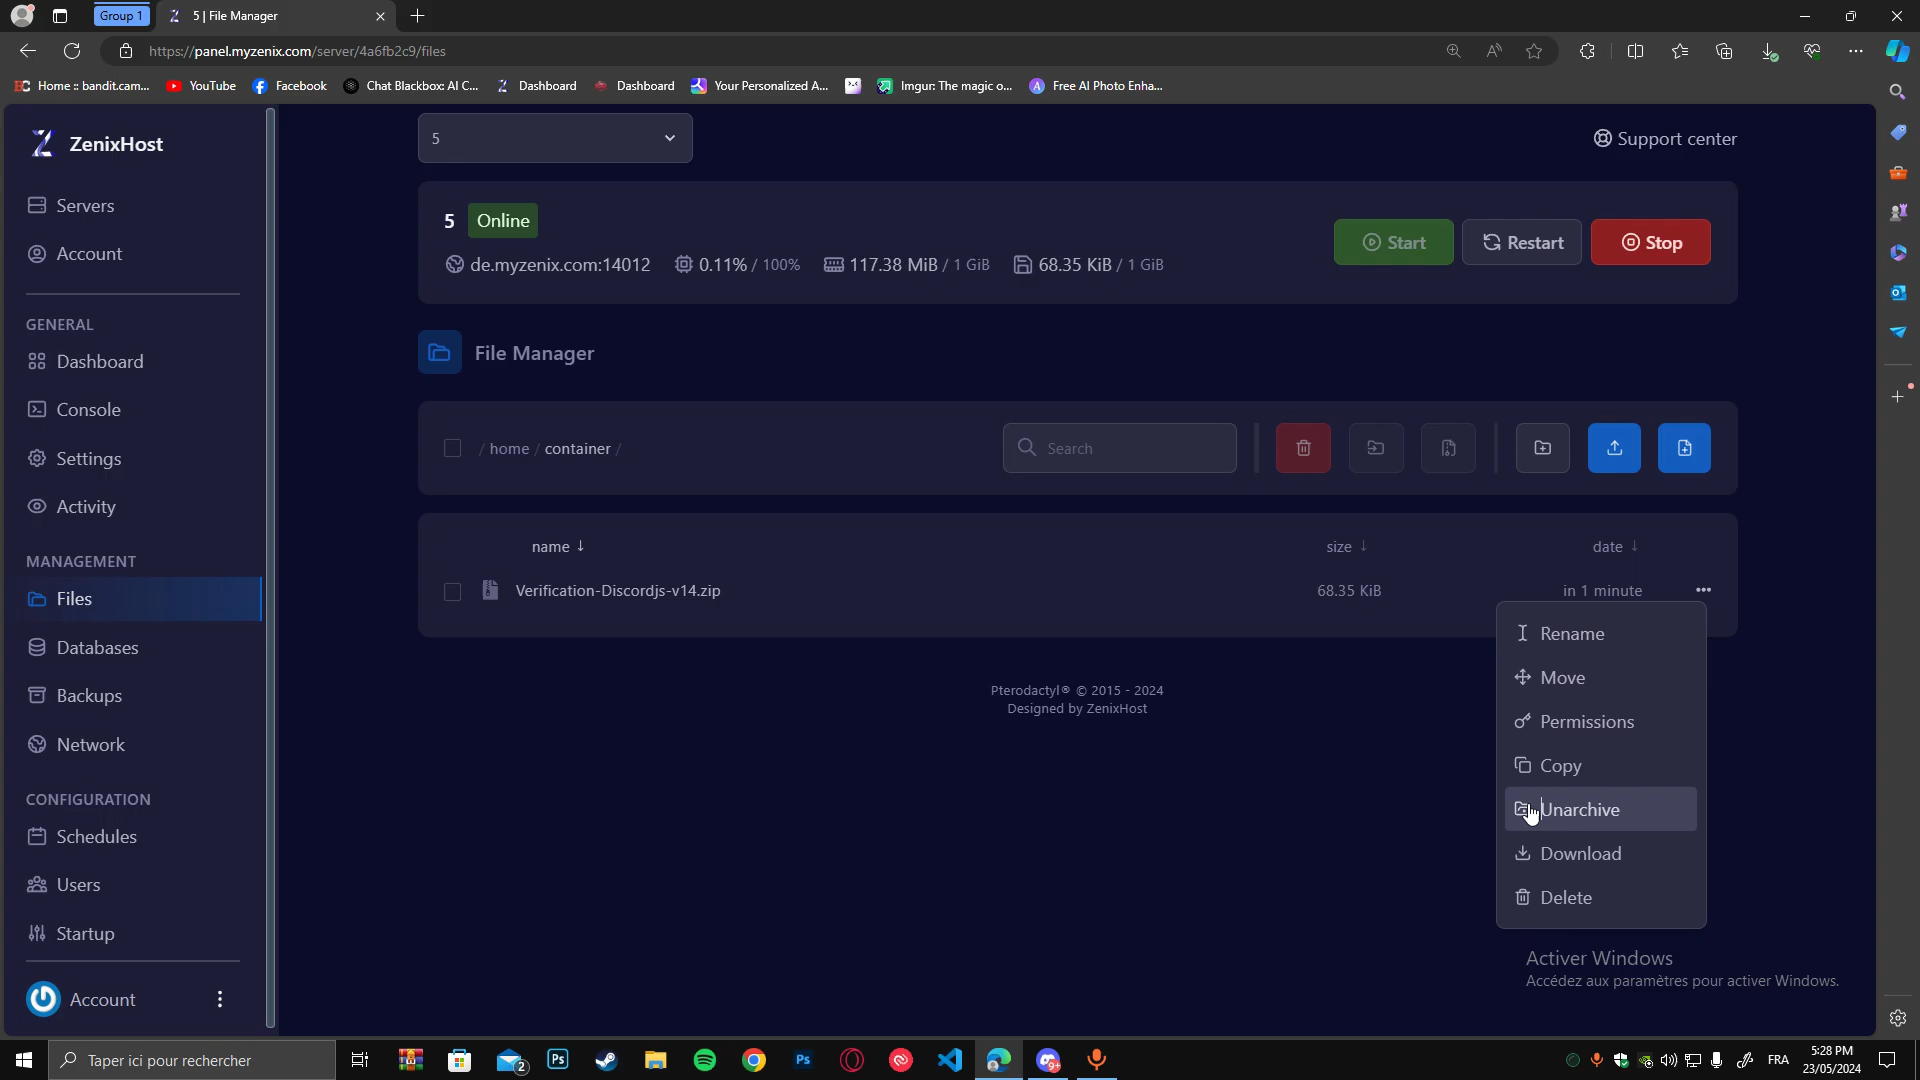 Group 1
5 | File Manager
https://panel.myzenix.com/server/4a6fb2c9/files
Home :: bandit.cam...
YouTube
Facebook
Chat Blackbox: AI C...
Dashboard
Dashboard
Your Personalized A...
Imgur: The magic o...
Free AI Photo Enha...
ZenixHost
5
Support center
Servers
Account
5 Online
de.myzenix.com:14012
0.11% / 100%
117.38 MiB / 1 GiB
68.35 KiB / 1 GiB
Start
Restart
Stop
GENERAL
Dashboard
Console
Settings
Activity
File Manager
/ home / container /
Search
MANAGEMENT
Files
Databases
Backups
Network
name ↓
size ↓
date ↓
Verification-Discordjs-v14.zip
68.35 KiB
in 1 minute
Rename
Move
Permissions
Copy
Unarchive
Download
Delete
Pterodactyl® © 2015 - 2024
Designed by ZenixHost
CONFIGURATION
Schedules
Users
Startup
Account
Activer Windows
Accédez aux paramètres pour activer Windows.
Taper ici pour rechercher
2
Ps
Ps
9+
FRA
5:28 PM
23/05/2024